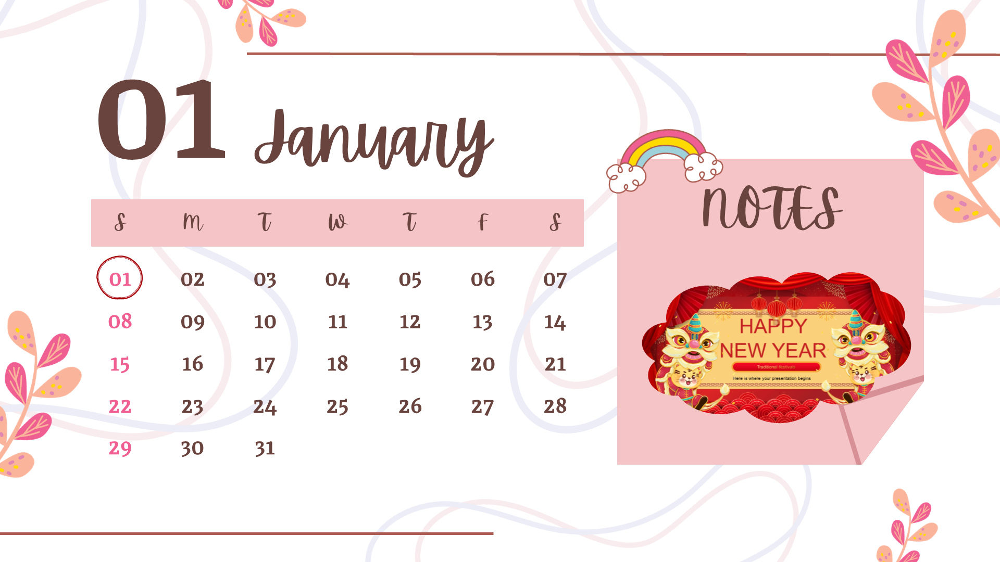 01 January
S M T W T F S
01 02 03 04 05 06 07
08 09 10 11 12 13 14
15 16 17 18 19 20 21
22 23 24 25 26 27 28
29 30 31
NOTES
HAPPY
NEW YEAR
Traditional festivals
Here is where your presentation begins